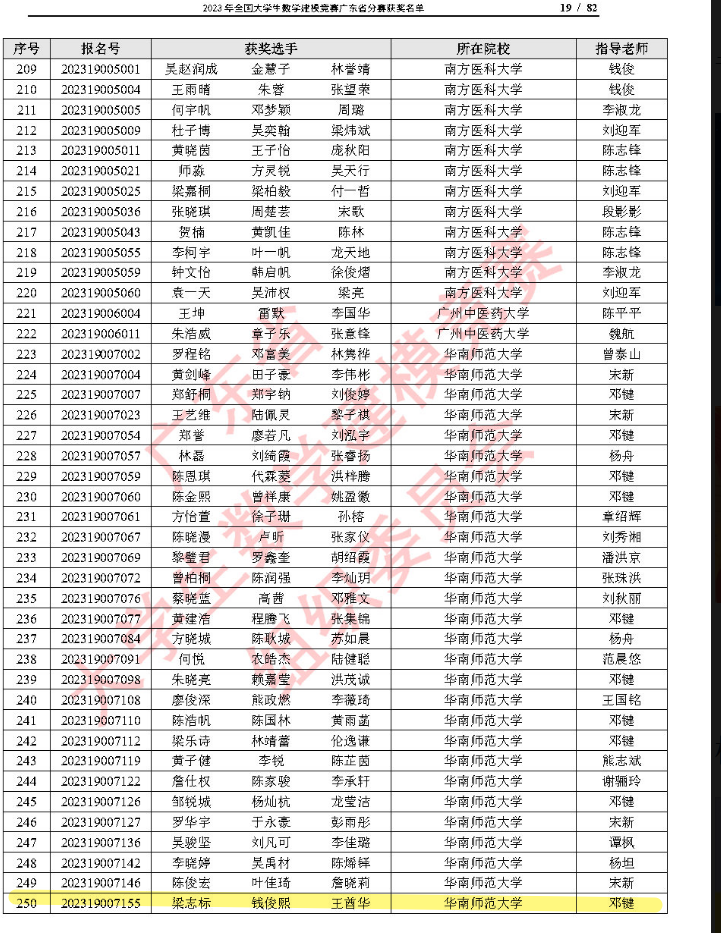 2023年全国大学生数学建模竞赛广东省分赛获奖名单 19 / 82
序号 报名号 获奖选手 所在院校 指导老师
209 202319005001 吴赵润成 金慧子 林誉靖 南方医科大学 钱俊
210 202319005004 王雨晴 朱蓉 张望荣 南方医科大学 钱俊
211 202319005005 何宇帆 邓梦颖 周璐 南方医科大学 李淑龙
212 202319005009 杜子博 吴奕翰 梁炜斌 南方医科大学 刘迎军
213 202319005011 黄晓茵 王子怡 庞秋阳 南方医科大学 陈志锋
214 202319005021 师淼 方灵锐 吴天行 南方医科大学 陈志锋
215 202319005025 梁嘉桐 梁柏毅 付一哲 南方医科大学 刘迎军
216 202319005036 张晓琪 周楚芸 宋歌 南方医科大学 段影影
217 202319005043 贺楠 黄凯佳 陈林 南方医科大学 陈志锋
218 202319005055 李柯宇 叶一帆 龙天地 南方医科大学 陈志锋
219 202319005059 钟文怡 韩启帆 徐俊熠 南方医科大学 李淑龙
220 202319005060 袁一天 吴沛权 梁亮 南方医科大学 刘迎军
221 202319006004 王坤 雷默 李国华 广州中医药大学 陈平平
222 202319006011 朱浩威 章子乐 张意锋 广州中医药大学 魏航
223 202319007002 罗程铭 邓富美 林隽桦 华南师范大学 曾泰山
224 202319007004 黄剑峰 田子豪 李伟彬 华南师范大学 宋新
225 202319007007 郑舒桐 郑宇钠 刘俊婷 华南师范大学 邓键
226 202319007023 王艺维 陆佩灵 黎子祺 华南师范大学 宋新
227 202319007054 郑誉 廖若凡 刘泓宇 华南师范大学 邓键
228 202319007057 林磊 刘绮霞 张睿扬 华南师范大学 杨舟
229 202319007059 陈恩琪 代霖菱 洪梓腾 华南师范大学 邓键
230 202319007060 陈金熙 曾祥康 姚盈徽 华南师范大学 邓键
231 202319007061 方怡萱 徐子珊 孙榕 华南师范大学 章绍辉
232 202319007067 陈晓漫 卢昕 张家仪 华南师范大学 刘秀湘
233 202319007069 黎璧君 罗鑫奎 胡绍霞 华南师范大学 潘洪京
234 202319007072 曾柏桐 陈润强 李灿玥 华南师范大学 张珠洪
235 202319007076 蔡晓蓝 高茜 邓雅文 华南师范大学 刘秋丽
236 202319007077 黄建浩 程腾飞 张集锦 华南师范大学 邓键
237 202319007084 方晓城 陈耿城 苏如晨 华南师范大学 杨舟
238 202319007091 何悦 农皓杰 陆健聪 华南师范大学 范晨悠
239 202319007098 朱晓亮 赖嘉莹 洪茂诚 华南师范大学 邓键
240 202319007108 廖俊深 熊政燃 李薇琦 华南师范大学 王国铭
241 202319007110 陈浩帆 陈国林 黄雨菡 华南师范大学 邓键
242 202319007112 梁乐诗 林靖蕾 伦逸谦 华南师范大学 邓键
243 202319007119 黄子健 李锐 陈芷茵 华南师范大学 熊志斌
244 202319007122 詹仕权 陈家骏 李承轩 华南师范大学 谢骊玲
245 202319007126 邹锐城 杨灿杭 龙莹洁 华南师范大学 邓键
246 202319007127 罗华宇 于永豪 彭雨彤 华南师范大学 宋新
247 202319007136 吴骏坚 刘凡可 李佳璐 华南师范大学 谭枫
248 202319007142 李晓婷 吴禹材 陈烯铎 华南师范大学 杨坦
249 202319007146 陈俊宏 叶佳琦 詹晓莉 华南师范大学 宋新
250 202319007155 梁志标 钱俊熙 王酋华 华南师范大学 邓键
广东省
大学生数学建模竞赛
组织委员会